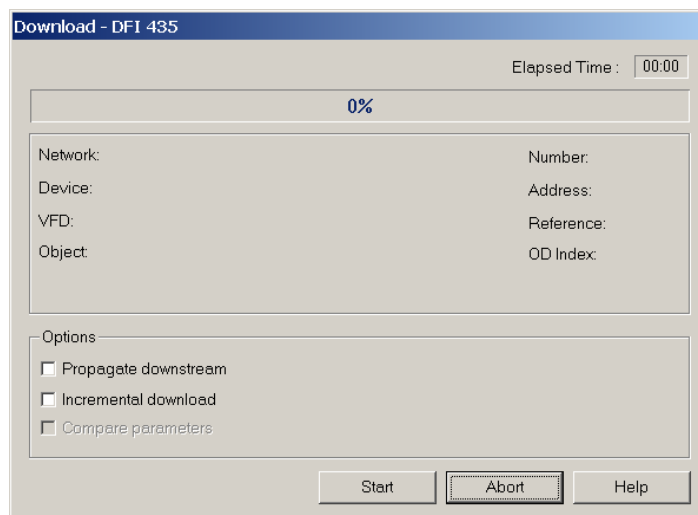 Download - DFI 435
Elapsed Time : 00:00
0%
Network: Number:
Device: Address:
VFD: Reference:
Object: OD Index:
Options
Propagate downstream
Incremental download
Compare parameters
Start Abort Help